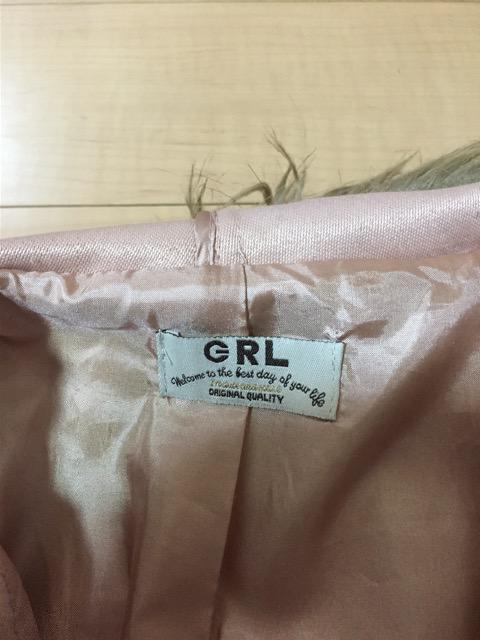 GRL
Welcome to the best day of your life
ORIGINAL QUALITY